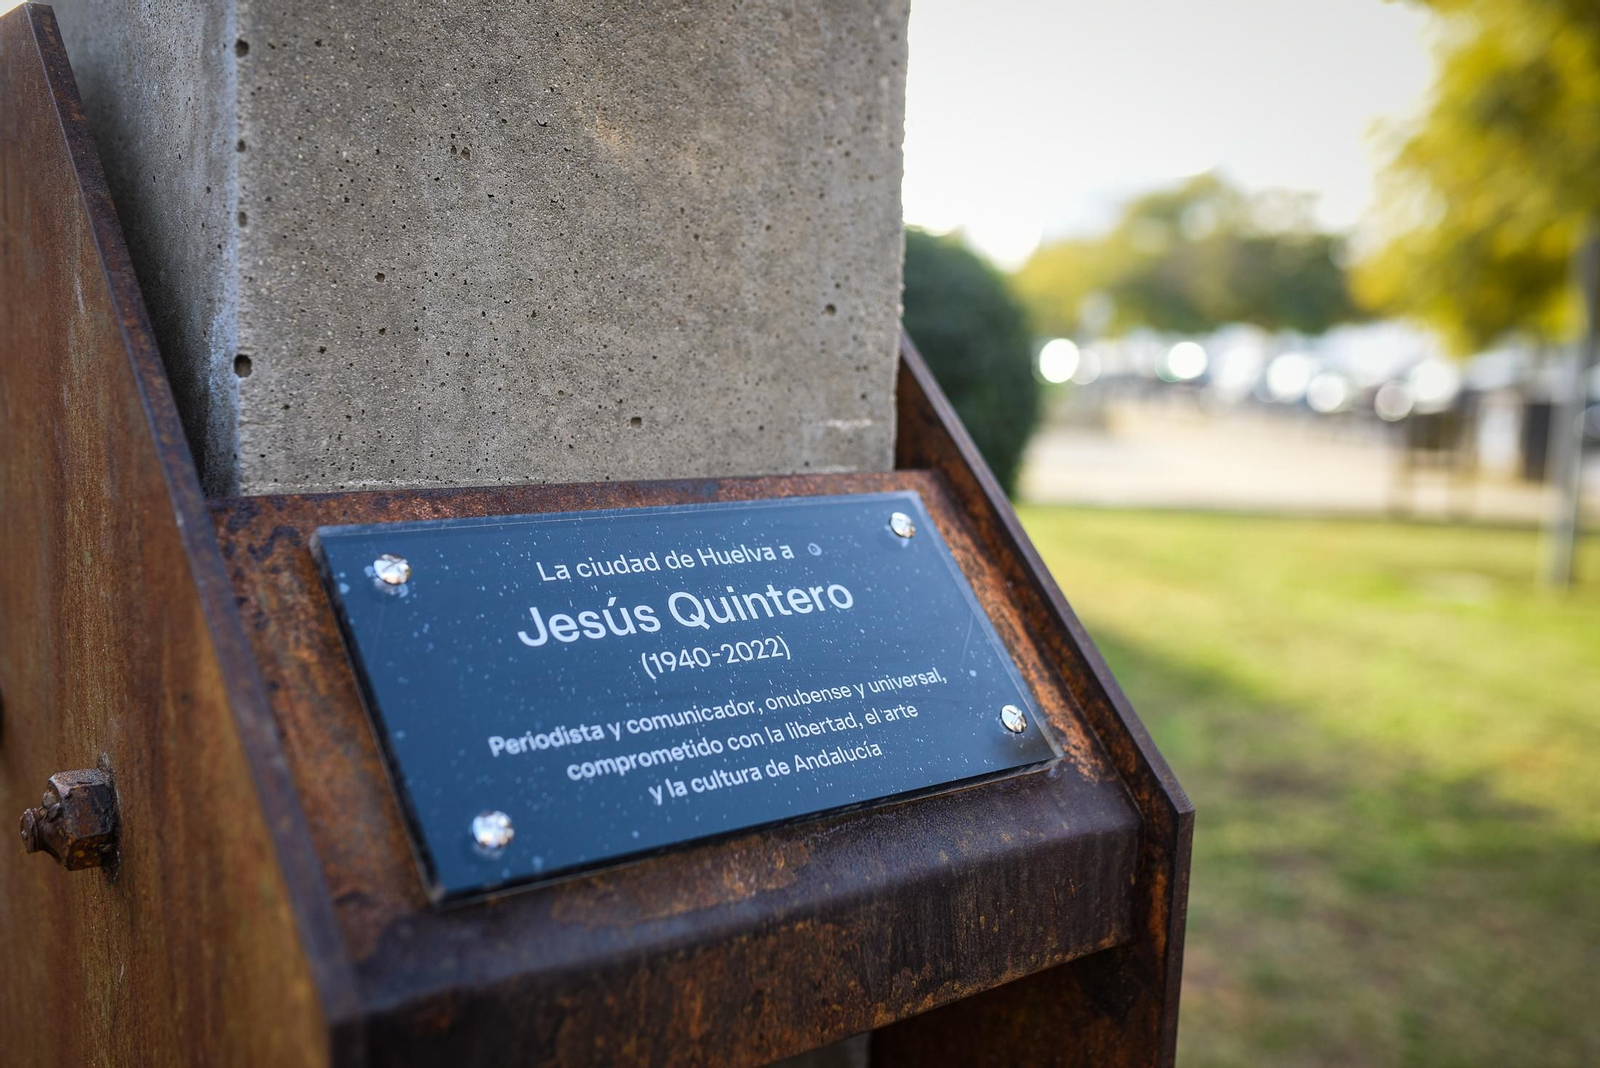 La ciudad de Huelva a
Jesús Quintero
(1940-2022)
Periodista y comunicador, onubense y universal,
comprometido con la libertad, el arte
y la cultura de Andalucía